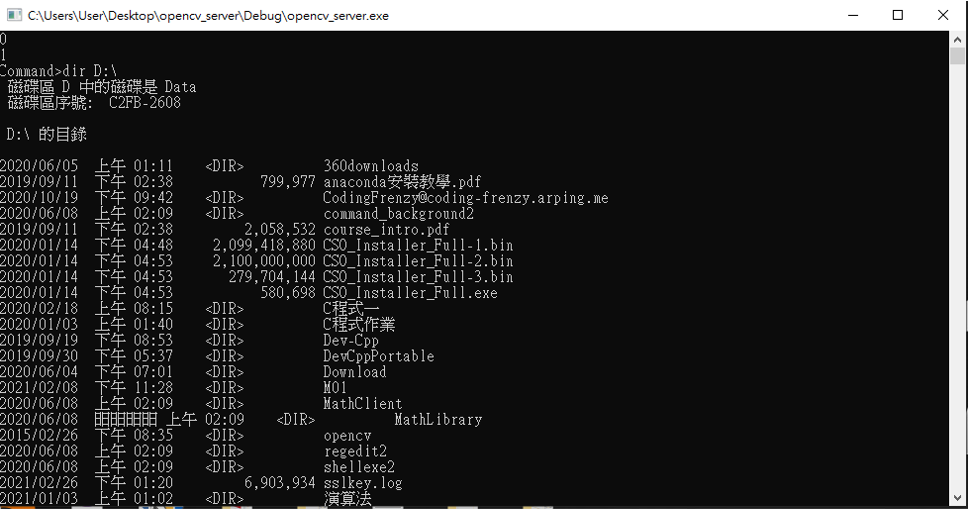 C:\Users\User\Desktop\opencv_server\Debug\opencv_server.exe
0
1
Command>dir D:\
磁碟區 D 中的磁碟是 Data
磁碟區序號:  C2FB-2608
D:\ 的目錄
2020/06/05  上午 01:11    <DIR>          360downloads
2019/09/11  下午 02:38           799,977 anaconda安裝教學.pdf
2020/10/19  下午 09:42    <DIR>          CodingFrenzy@coding-frenzy.arping.me
2020/06/08  上午 02:09    <DIR>          command_background2
2019/09/11  下午 02:38         2,058,532 course_intro.pdf
2020/01/14  下午 04:48     2,099,418,880 CSO_Installer_Full-1.bin
2020/01/14  下午 04:53     2,100,000,000 CSO_Installer_Full-2.bin
2020/01/14  下午 04:53       279,704,144 CSO_Installer_Full-3.bin
2020/01/14  下午 04:53           580,698 CSO_Installer_Full.exe
2020/02/18  上午 08:15    <DIR>          C程式一
2020/01/03  上午 01:40    <DIR>          C程式作業
2019/09/19  下午 08:53    <DIR>          Dev-Cpp
2019/09/30  下午 05:37    <DIR>          DevCppPortable
2020/06/04  下午 07:01    <DIR>          Download
2021/02/08  下午 11:28    <DIR>          M01
2020/06/08  上午 02:09    <DIR>          MathClient
2020/06/08  上午 02:09    <DIR>          MathLibrary
2015/02/26  下午 08:35    <DIR>          opencv
2020/06/08  上午 02:09    <DIR>          regedit2
2020/06/08  上午 02:09    <DIR>          shellexe2
2021/02/26  下午 01:20         6,903,934 sslkey.log
2021/01/03  上午 01:02    <DIR>          演算法